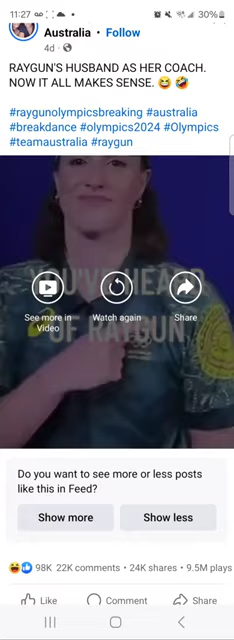 11:27
30%
Australia • Follow
4d
RAYGUN'S HUSBAND AS HER COACH.
NOW IT ALL MAKES SENSE.
#raygunolympicsbreaking #australia
#breakdance #olympics2024 #Olympics
#teamaustralia #raygun
YOU'VE HEARD
OF RAYGUN
See more in Video
Watch again
Share
Do you want to see more or less posts
like this in Feed?
Show more
Show less
98K 22K comments • 24K shares • 9.5M plays
Like
Comment
Share